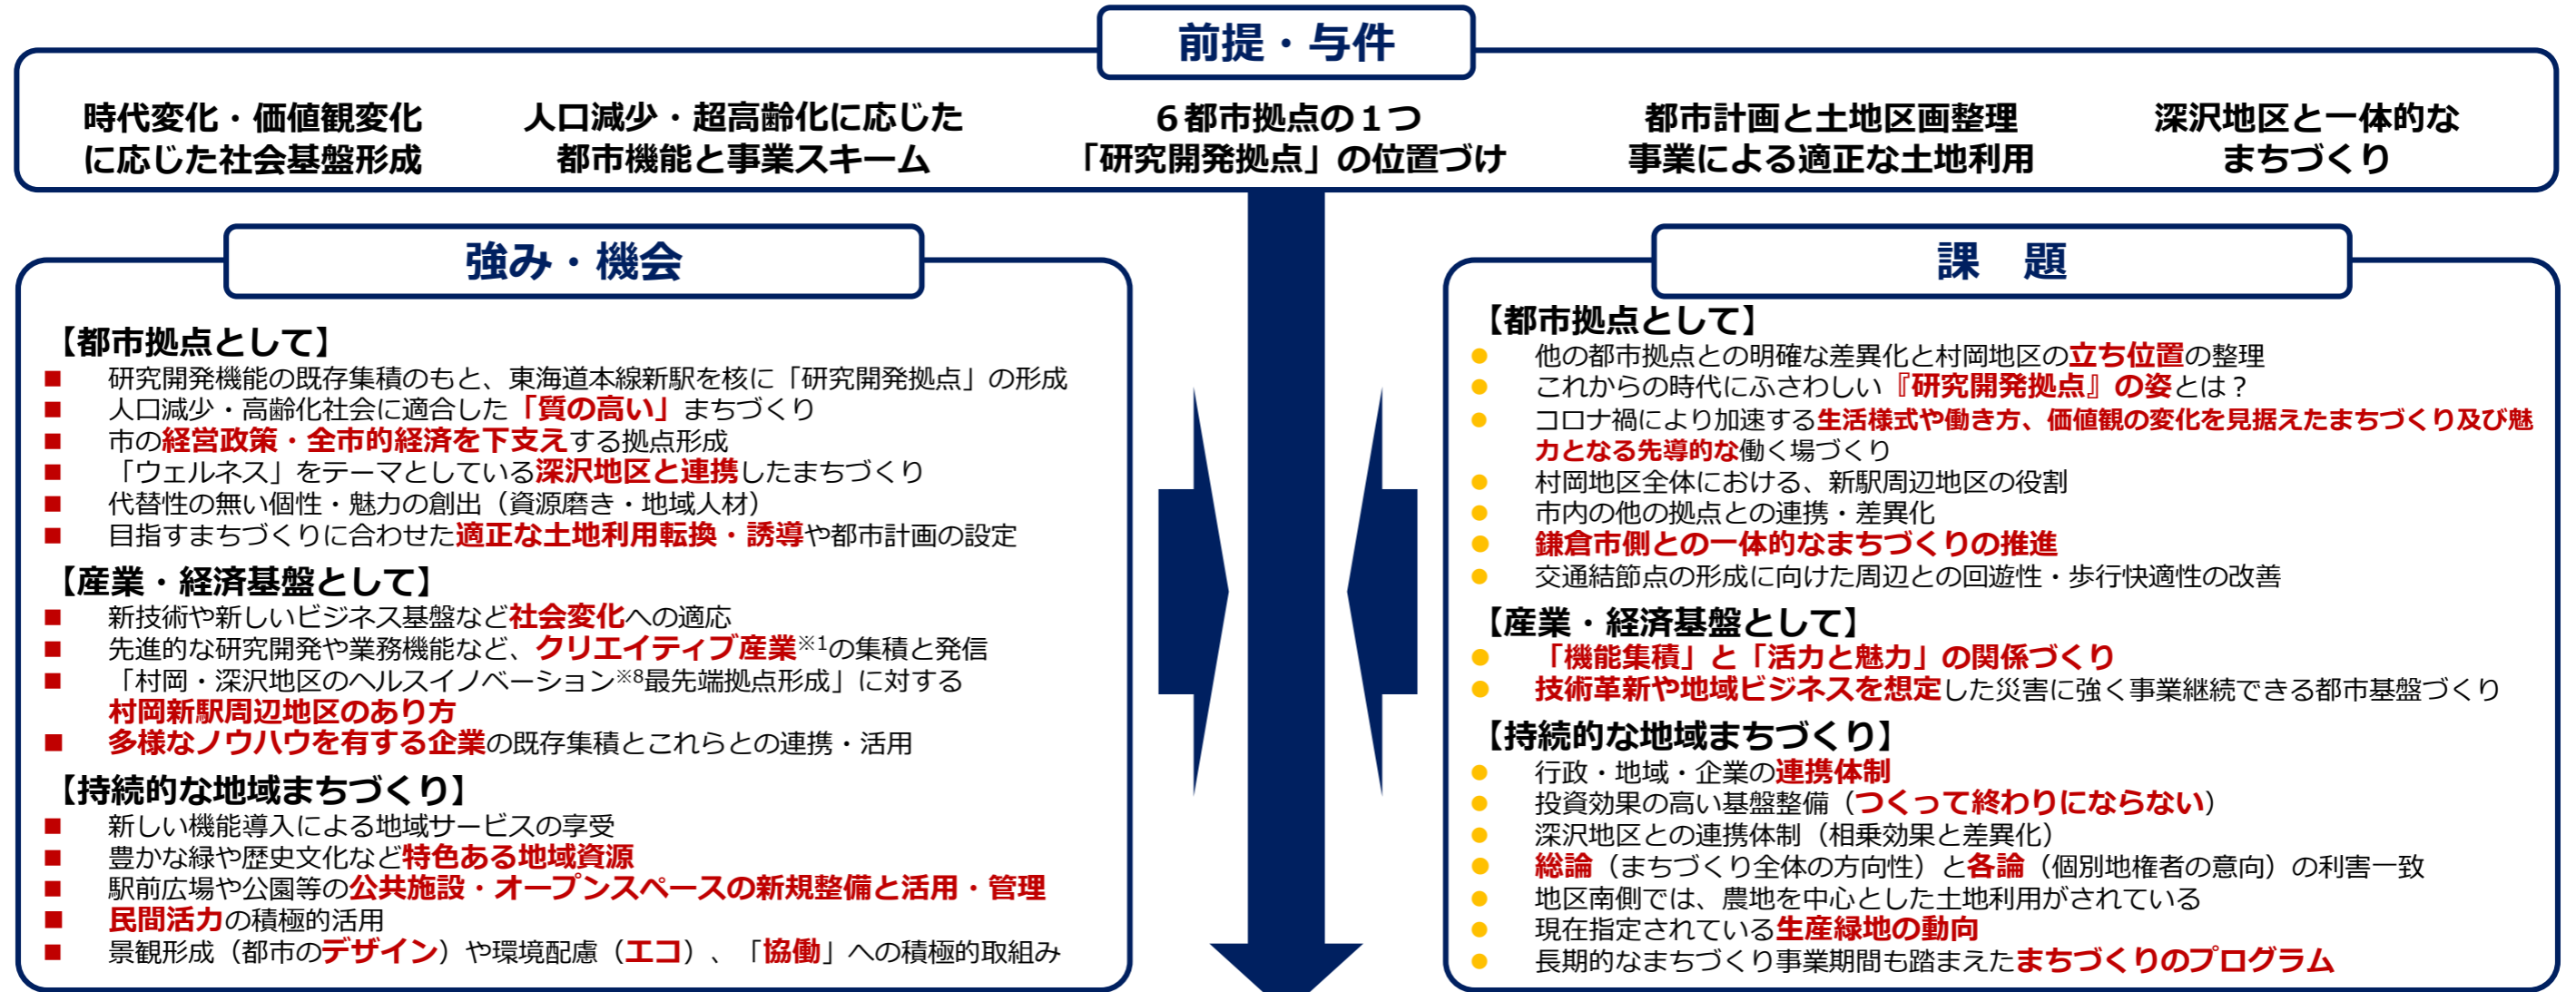 前提・与件
時代変化・価値観変化
に応じた社会基盤形成
人口減少・超高齢化に応じた
都市機能と事業スキーム
６都市拠点の１つ
「研究開発拠点」の位置づけ
都市計画と土地区画整理
事業による適正な土地利用
深沢地区と一体的な
まちづくり
強み・機会
【都市拠点として】
■ 研究開発機能の既存集積のもと、東海道本線新駅を核に「研究開発拠点」の形成
■ 人口減少・高齢化社会に適合した「質の高い」まちづくり
■ 市の経営政策・全市的経済を下支えする拠点形成
■ 「ウェルネス」をテーマとしている深沢地区と連携したまちづくり
■ 代替性の無い個性・魅力の創出（資源磨き・地域人材）
■ 目指すまちづくりに合わせた適正な土地利用転換・誘導や都市計画の設定
【産業・経済基盤として】
■ 新技術や新しいビジネス基盤など社会変化への適応
■ 先進的な研究開発や業務機能など、クリエイティブ産業※1の集積と発信
■ 「村岡・深沢地区のヘルスイノベーション※8最先端拠点形成」に対する
村岡新駅周辺地区のあり方
■ 多様なノウハウを有する企業の既存集積とこれらとの連携・活用
【持続的な地域まちづくり】
■ 新しい機能導入による地域サービスの享受
■ 豊かな緑や歴史文化など特色ある地域資源
■ 駅前広場や公園等の公共施設・オープンスペースの新規整備と活用・管理
■ 民間活力の積極的活用
■ 景観形成（都市のデザイン）や環境配慮（エコ）、「協働」への積極的取組み
課　題
【都市拠点として】
● 他の都市拠点との明確な差異化と村岡地区の立ち位置の整理
● これからの時代にふさわしい『研究開発拠点』の姿とは？
● コロナ禍により加速する生活様式や働き方、価値観の変化を見据えたまちづくり及び魅
力となる先導的な働く場づくり
● 村岡地区全体における、新駅周辺地区の役割
● 市内の他の拠点との連携・差異化
● 鎌倉市側との一体的なまちづくりの推進
● 交通結節点の形成に向けた周辺との回遊性・歩行快適性の改善
【産業・経済基盤として】
● 「機能集積」と「活力と魅力」の関係づくり
● 技術革新や地域ビジネスを想定した災害に強く事業継続できる都市基盤づくり
【持続的な地域まちづくり】
● 行政・地域・企業の連携体制
● 投資効果の高い基盤整備（つくって終わりにならない）
● 深沢地区との連携体制（相乗効果と差異化）
● 総論（まちづくり全体の方向性）と各論（個別地権者の意向）の利害一致
● 地区南側では、農地を中心とした土地利用がされている
● 現在指定されている生産緑地の動向
● 長期的なまちづくり事業期間も踏まえたまちづくりのプログラム